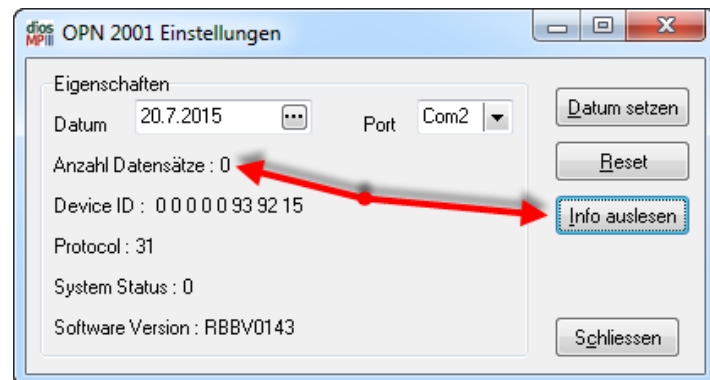 dios MPIII OPN 2001 Einstellungen
Eigenschaften
Datum 20.7.2015 ... Port Com2
Datum setzen
Anzahl Datensätze : 0
Reset
Device ID : 0 0 0 0 0 93 92 15
Info auslesen
Protocol : 31
System Status : 0
Software Version : RBBV0143
Schliessen